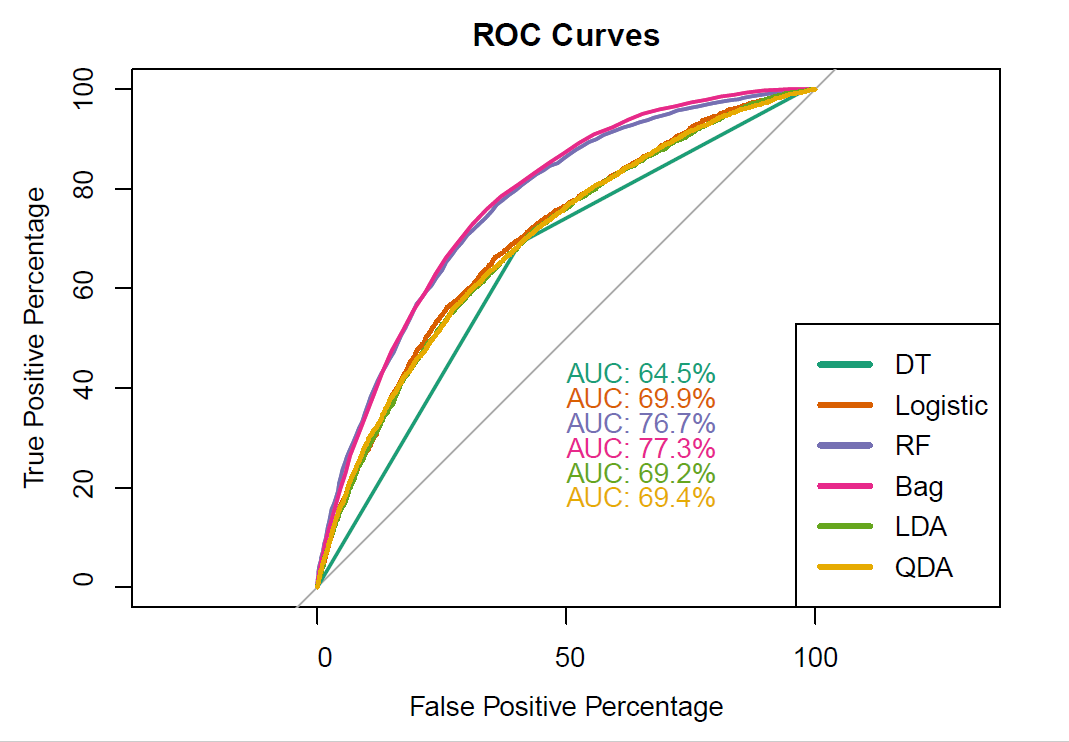 ROC Curves
True Positive Percentage
100
80
60
40
20
0
AUC: 64.5%
AUC: 69.9%
AUC: 76.7%
AUC: 77.3%
AUC: 69.2%
AUC: 69.4%
DT
Logistic
RF
Bag
LDA
QDA
0 50 100
False Positive Percentage